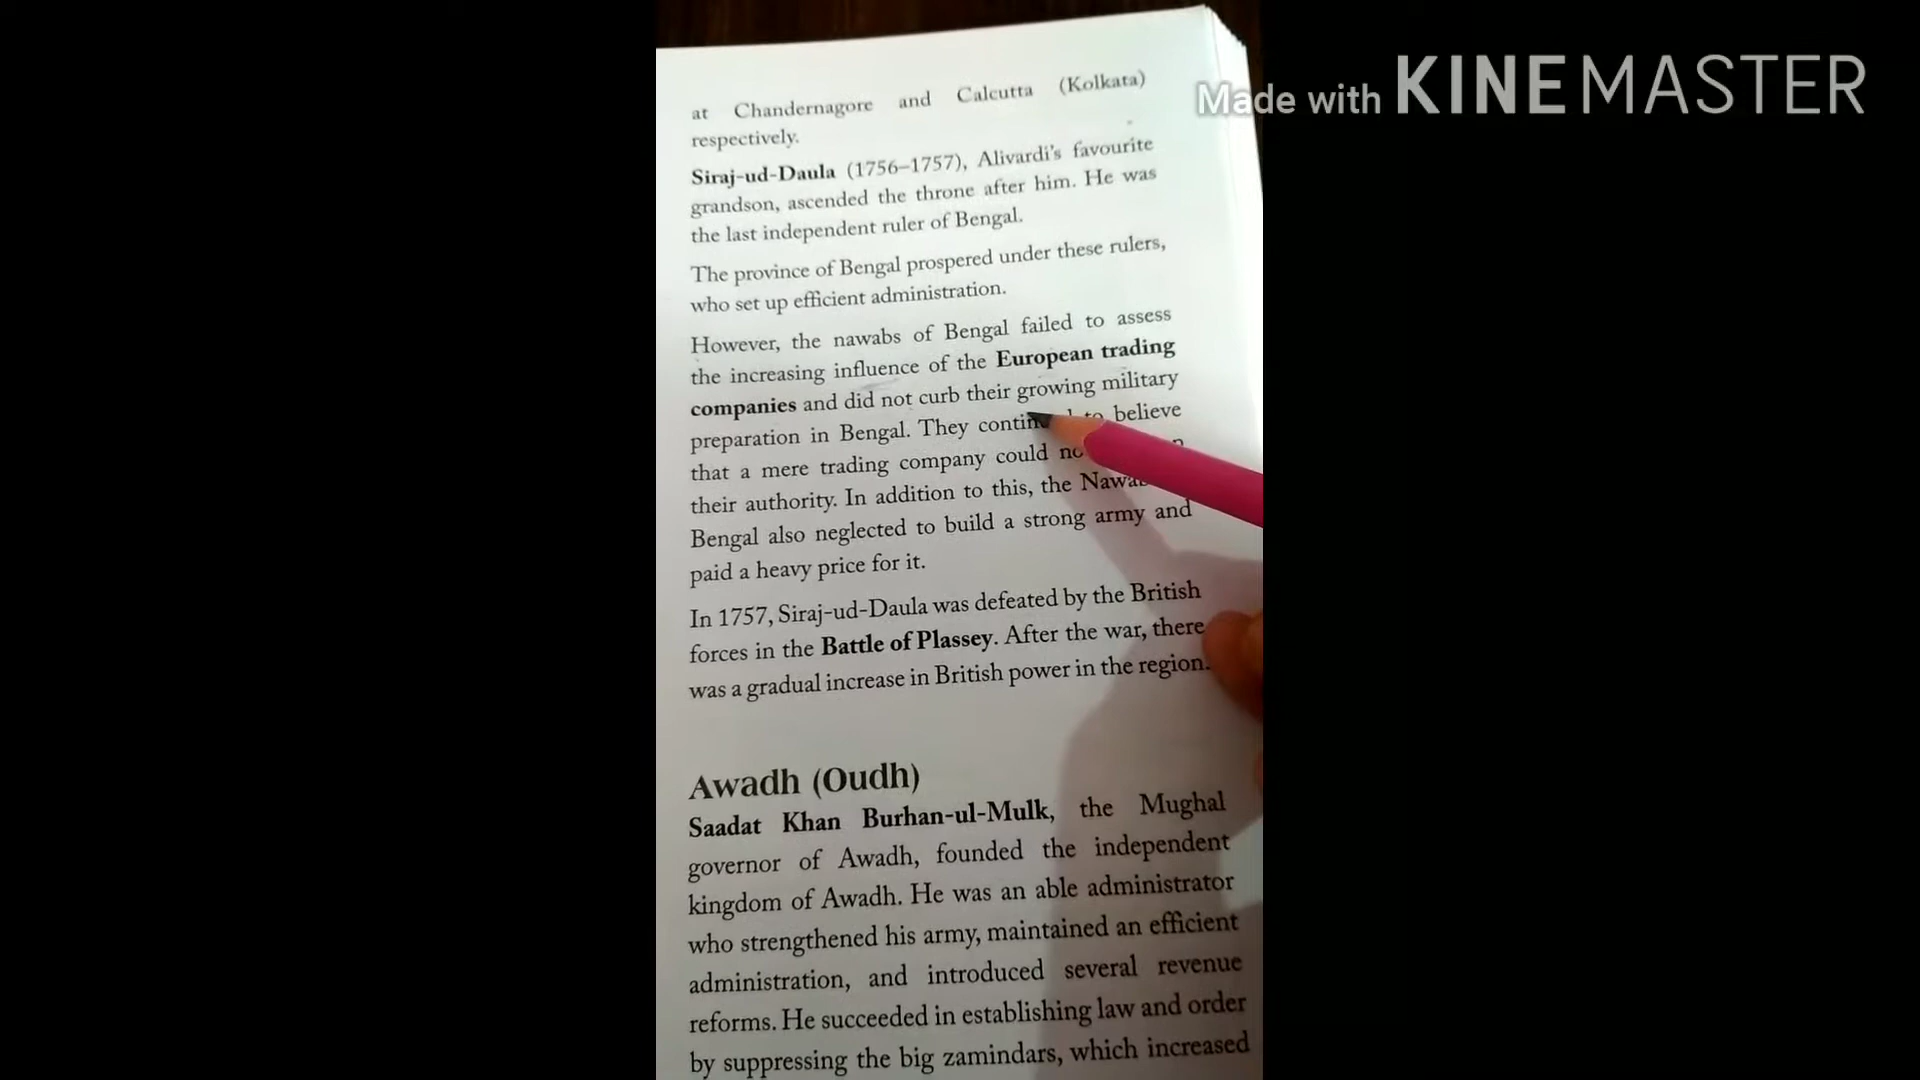 at Chandernagore and Calcutta (Kolkata)
respectively.
Siraj-ud-Daula (1756–1757), Alivardi's favourite
grandson, ascended the throne after him. He was
the last independent ruler of Bengal.
The province of Bengal prospered under these rulers,
who set up efficient administration.
However, the nawabs of Bengal failed to assess
the increasing influence of the European trading
companies and did not curb their growing military
preparation in Bengal. They to believe
that a mere trading company could
their authority. In addition to this, the
Bengal also neglected to build a strong army and
paid a heavy price for it.
In 1757, Siraj-ud-Daula was defeated by the British
forces in the Battle of Plassey. After the war, there
was a gradual increase in British power in the region.
Awadh (Oudh)
Saadat Khan Burhan-ul-Mulk, the Mughal
governor of Awadh, founded the independent
kingdom of Awadh. He was an able administrator
who strengthened his army, maintained an efficient
administration, and introduced several revenue
reforms. He succeeded in establishing law and order
by suppressing the big zamindars, which increased
Made with KINEMASTER